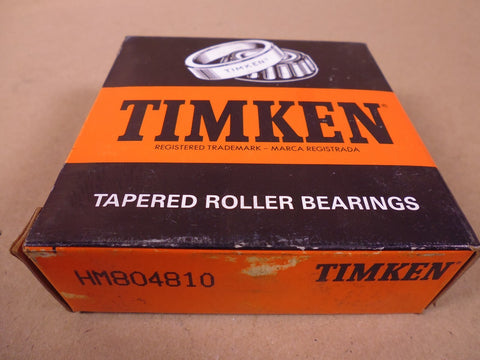 TIMKEN®
TIMKEN®
REGISTERED TRADEMARK – MARCA REGISTRADA
TAPERED ROLLER BEARINGS
HM804810 TIMKEN®